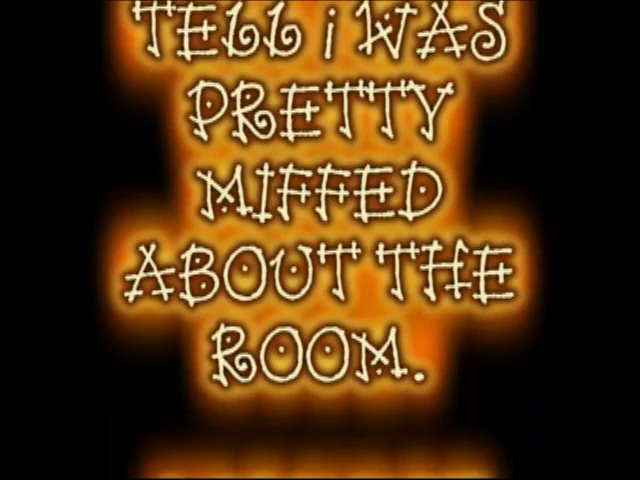 TELL i WAS
PRETTY
MIFFED
ABOUT THE
ROOM.